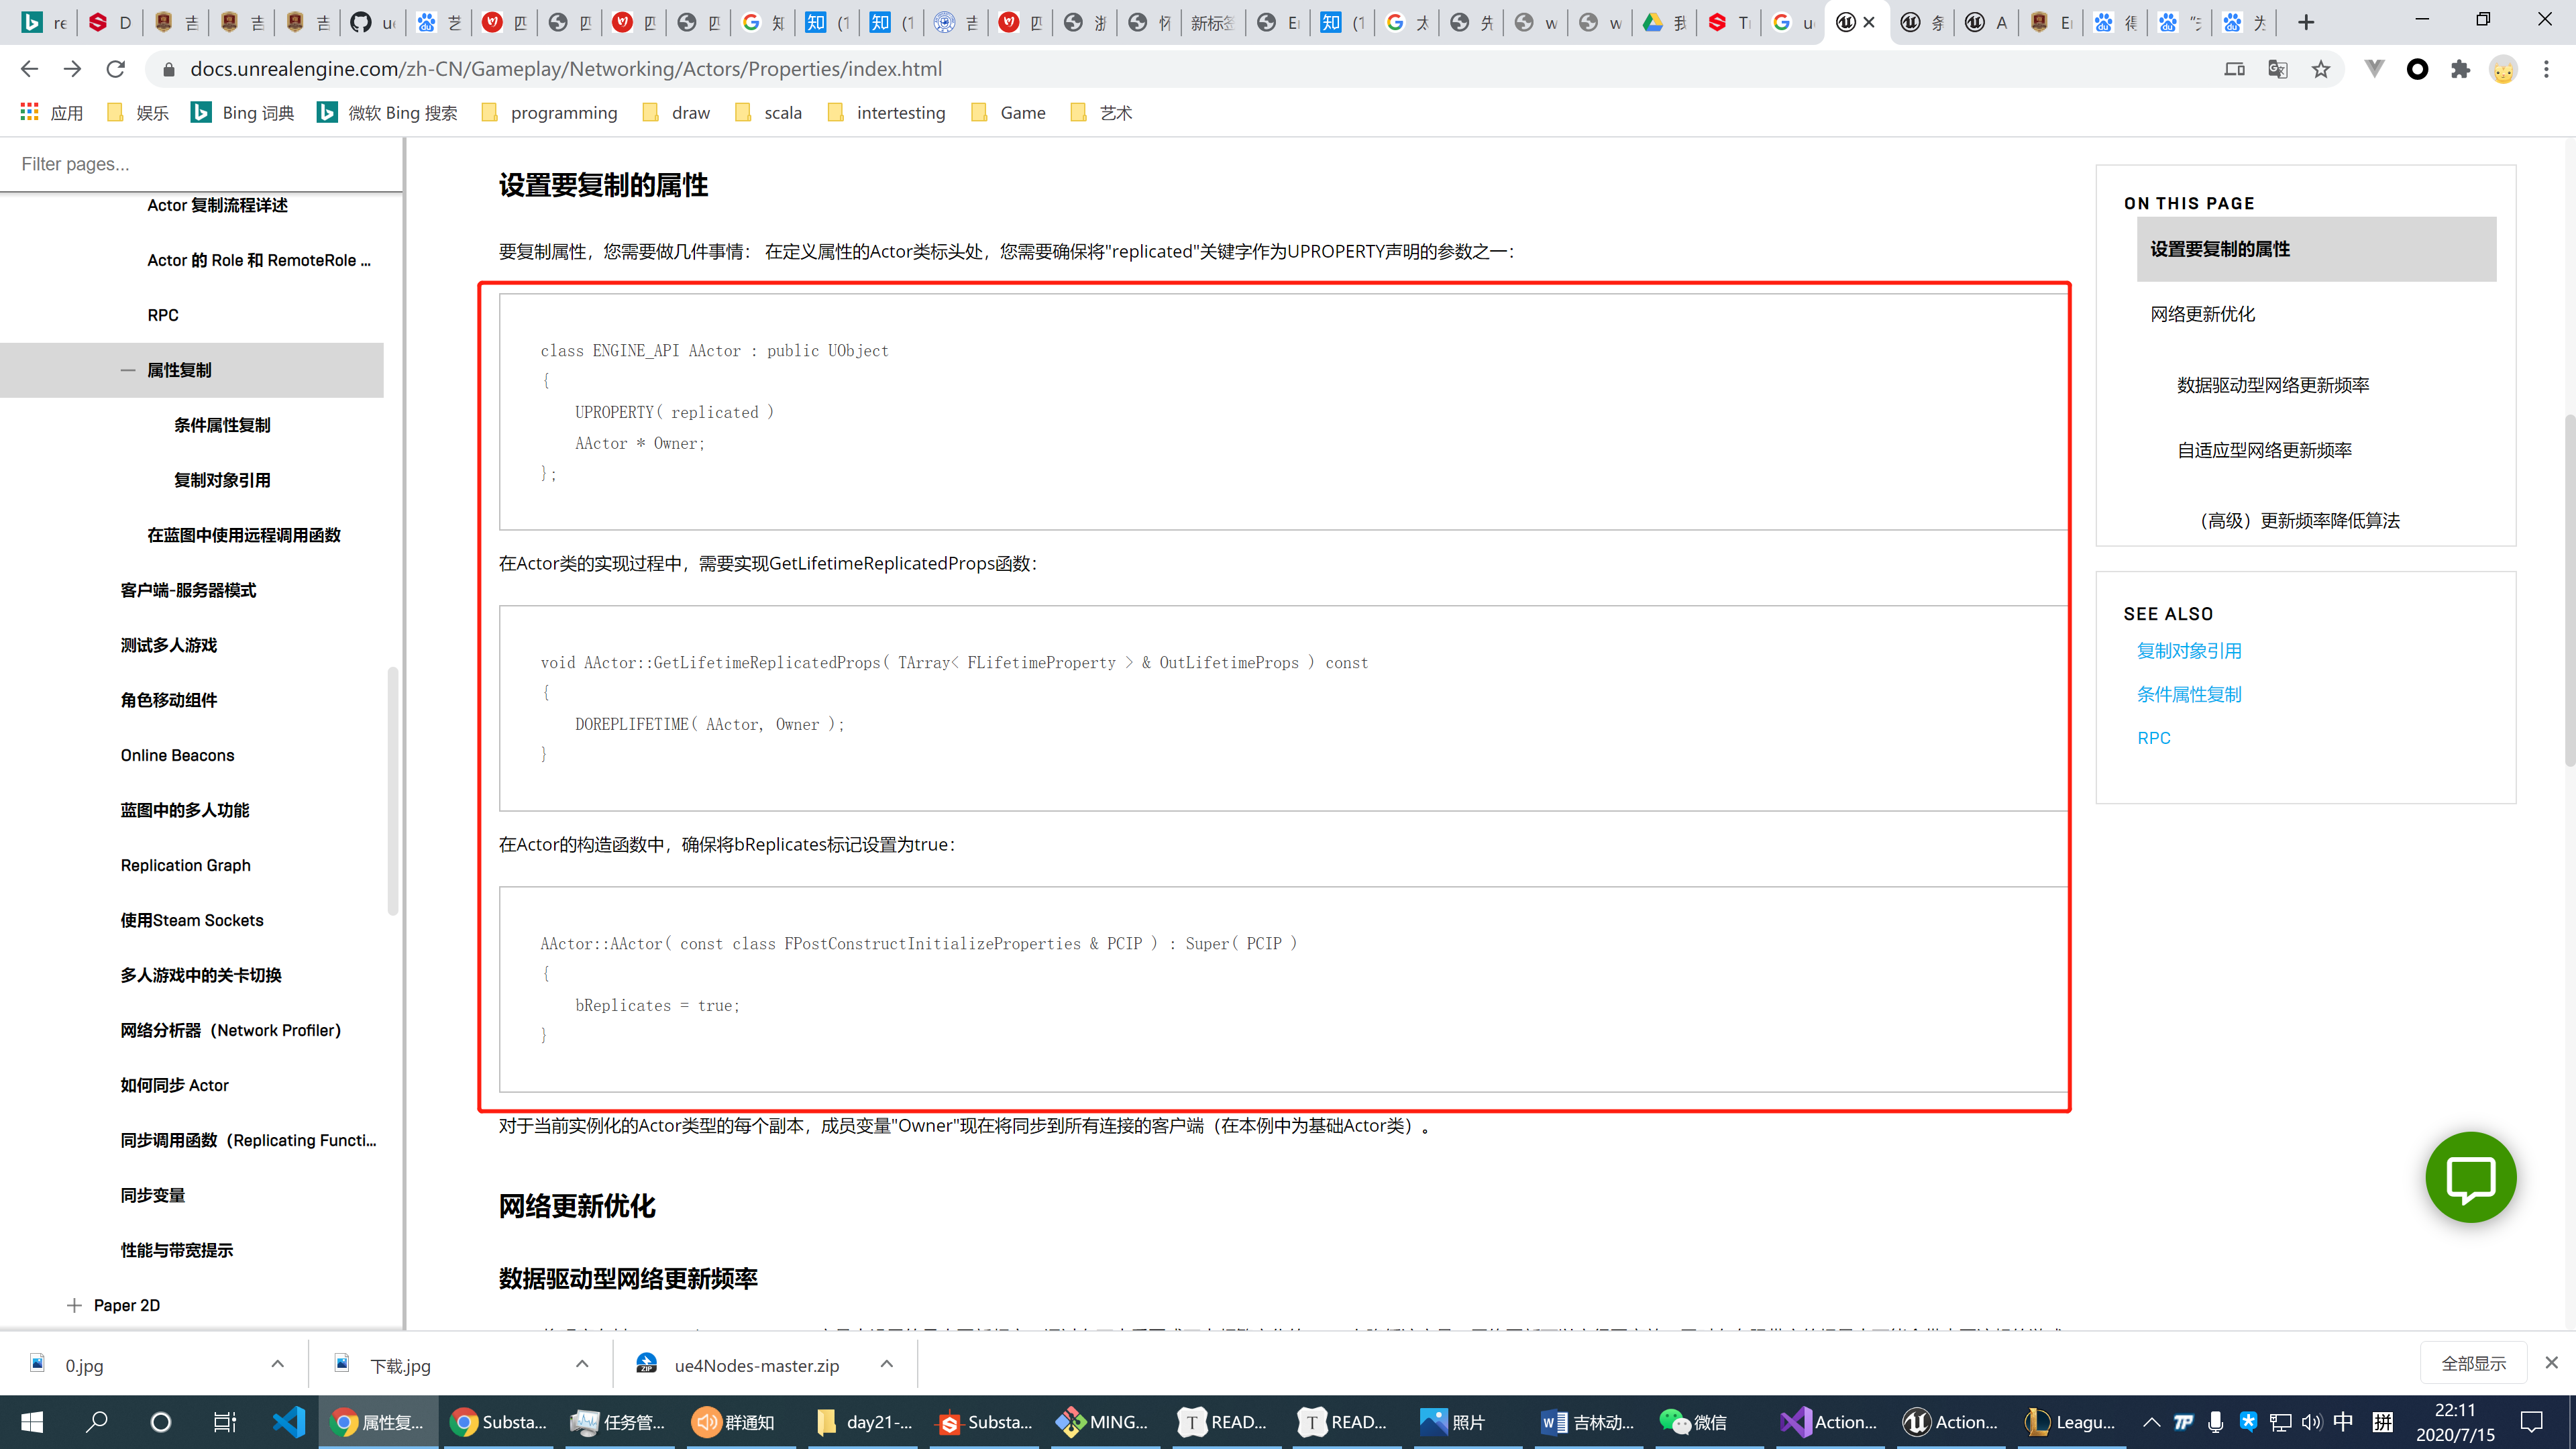 docs.unrealengine.com/zh-CN/Gameplay/Networking/Actors/Properties/index.html
应用
娱乐
Bing 词典
微软 Bing 搜索
programming
draw
scala
intertesting
Game
艺术
Filter pages...
Actor 复制流程详述
Actor 的 Role 和 RemoteRole ...
RPC
属性复制
条件属性复制
复制对象引用
在蓝图中使用远程调用函数
客户端-服务器模式
测试多人游戏
角色移动组件
Online Beacons
蓝图中的多人功能
Replication Graph
使用Steam Sockets
多人游戏中的关卡切换
网络分析器（Network Profiler）
如何同步 Actor
同步调用函数（Replicating Functi...
同步变量
性能与带宽提示
Paper 2D
设置要复制的属性
要复制属性，您需要做几件事情： 在定义属性的Actor类标头处，您需要确保将"replicated"关键字作为UPROPERTY声明的参数之一：
class ENGINE_API AActor : public UObject
{
UPROPERTY( replicated )
AActor * Owner;
};
在Actor类的实现过程中，需要实现GetLifetimeReplicatedProps函数：
void AActor::GetLifetimeReplicatedProps( TArray< FLifetimeProperty > & OutLifetimeProps ) const
{
DOREPLIFETIME( AActor, Owner );
}
在Actor的构造函数中，确保将bReplicates标记设置为true：
AActor::AActor( const class FPostConstructInitializeProperties & PCIP ) : Super( PCIP )
{
bReplicates = true;
}
对于当前实例化的Actor类型的每个副本，成员变量"Owner"现在将同步到所有连接的客户端（在本例中为基础Actor类）。
网络更新优化
数据驱动型网络更新频率
ON THIS PAGE
设置要复制的属性
网络更新优化
数据驱动型网络更新频率
自适应型网络更新频率
（高级）更新频率降低算法
SEE ALSO
复制对象引用
条件属性复制
RPC
0.jpg
下载.jpg
ue4Nodes-master.zip
全部显示
属性复...
Substa...
任务管...
群通知
day21-...
Substa...
MING...
READ...
READ...
照片
吉林动...
微信
Action...
Action...
Leagu...
中
拼
22:11
2020/7/15